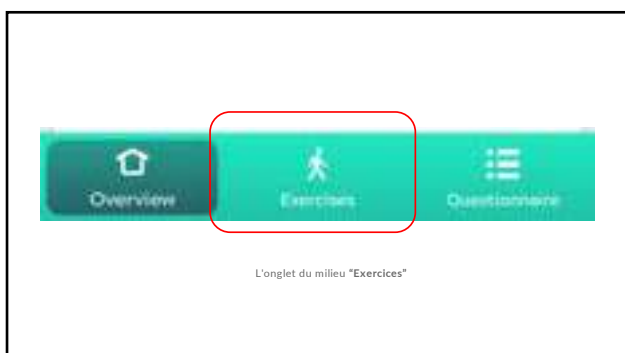 Overview
Exercises
Questionnaire
L'onglet du milieu "Exercices"